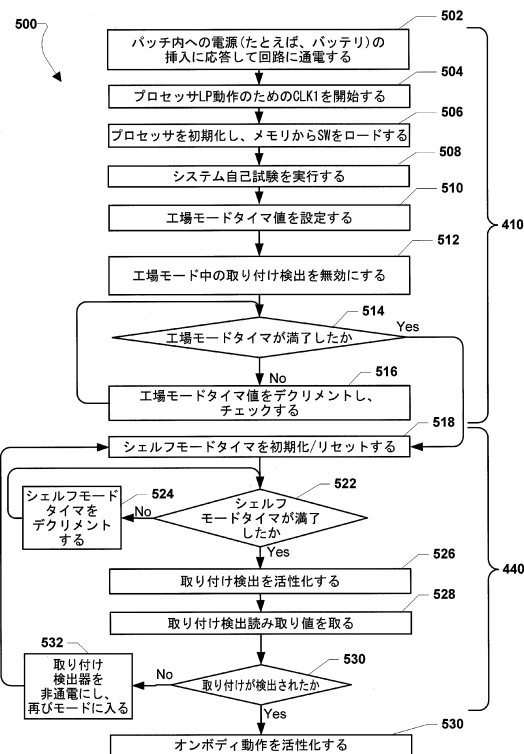 500
502
パッチ内への電源(たとえば、バッテリ)の
挿入に応答して回路に通電する
504
プロセッサLP動作のためのCLK1を開始する
506
プロセッサを初期化し、メモリからSWをロードする
508
システム自己試験を実行する
510
工場モードタイマ値を設定する
512
工場モード中の取り付け検出を無効にする
410
514
工場モードタイマが満了したか
Yes
No
516
工場モードタイマ値をデクリメントし、
チェックする
518
シェルフモードタイマを初期化/リセットする
522
シェルフ
モードタイマが満了
したか
524
シェルフモード
タイマを
デクリメント
する
No
Yes
526
取り付け検出を活性化する
528
取り付け検出読み取り値を取る
440
530
取り付けが検出されたか
No
532
取り付け
検出器を
非通電にし、
再びモードに入る
Yes
530
オンボディ動作を活性化する